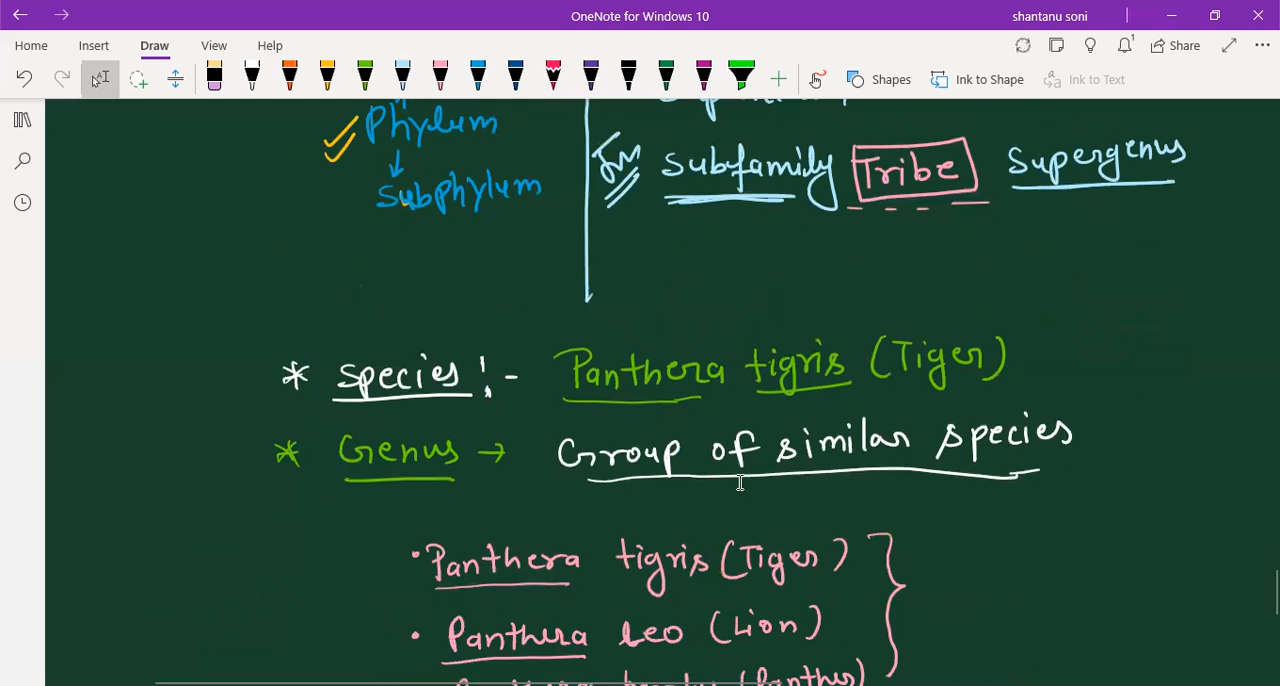 OneNote for Windows 10
shantanu soni
Home Insert Draw View Help
Share
Shapes Ink to Shape Ink to Text
Phylum
Subphylum
Subfamily Tribe Supergenus
* Species :- Panthera tigris (Tiger)
* Genus → Group of similar species
• Panthera tigris (Tiger)
• Panthera leo (Lion)
(Panther)